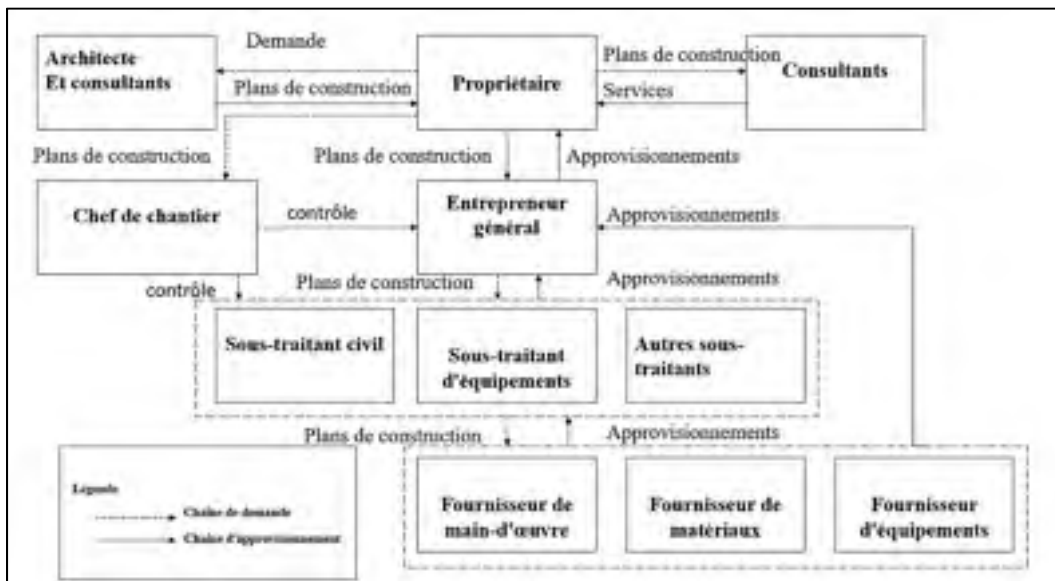 Architecte
Et consultants
Demande
Plans de construction
Propriétaire
Plans de construction
Services
Consultants
Plans de construction
Plans de construction
Approvisionnements
Chef de chantier
contrôle
Entrepreneur
général
Approvisionnements
contrôle
Plans de construction
Approvisionnements
Sous-traitant civil
Sous-traitant
d'équipements
Autres sous-
traitants
Plans de construction
Approvisionnements
Légende
Chaîne de demande
Chaîne d'approvisionnement
Fournisseur de
main-d'œuvre
Fournisseur de
matériaux
Fournisseur
d'équipements